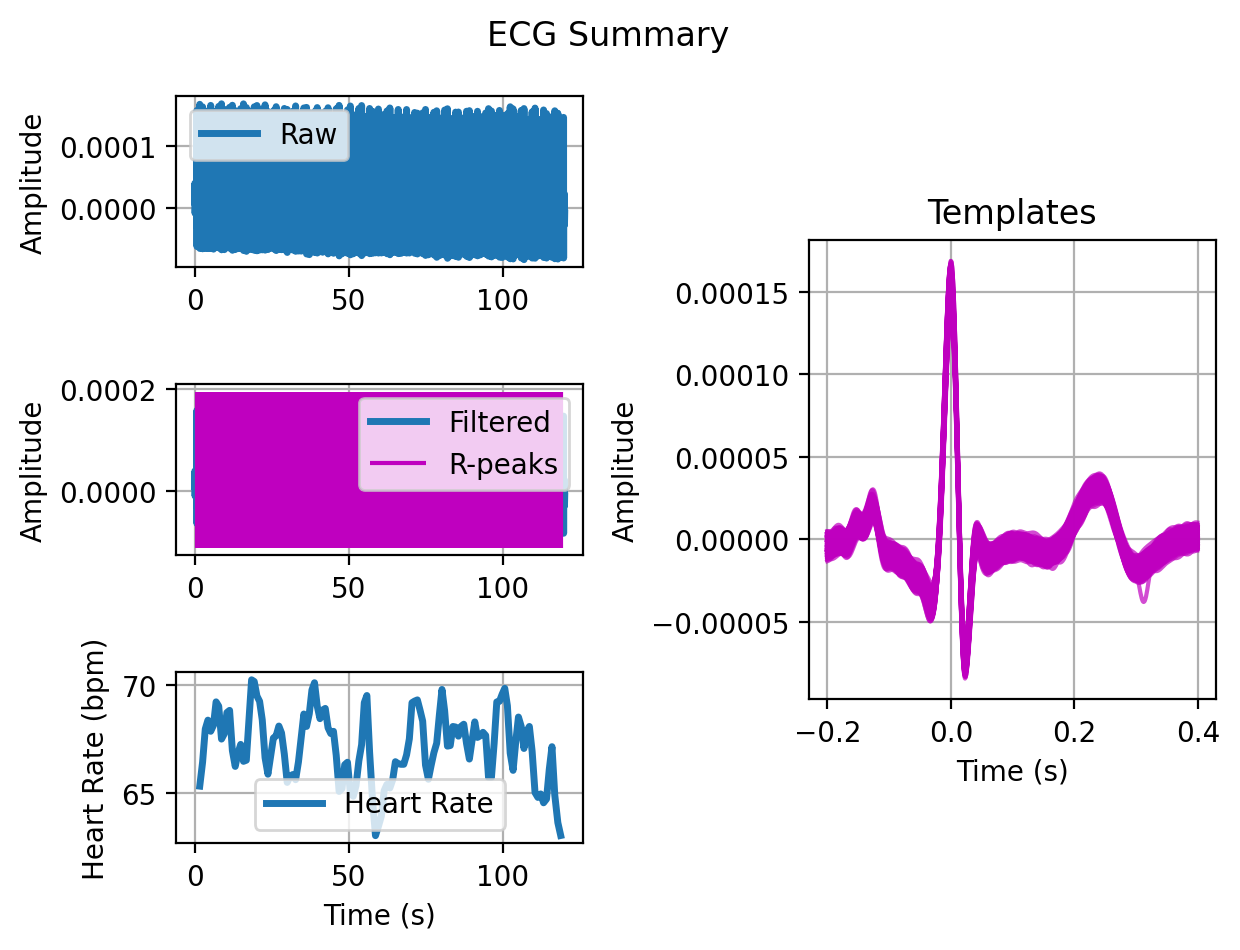 ECG Summary
Amplitude
0.0001
0.0000
Raw
0
50
100
Amplitude
0.0002
0.0000
Filtered
R-peaks
0
50
100
Heart Rate (bpm)
70
65
Heart Rate
0
50
100
Time (s)
Templates
Amplitude
0.00015
0.00010
0.00005
0.00000
−0.00005
−0.2
0.0
0.2
0.4
Time (s)